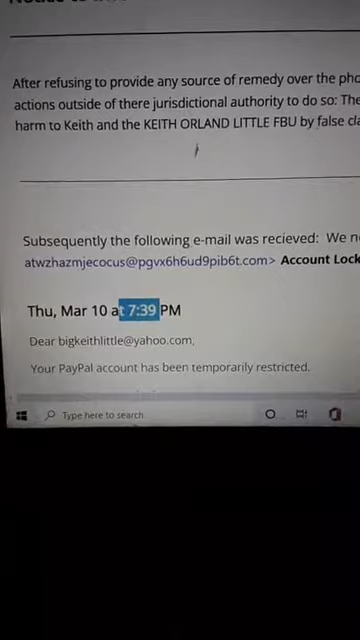 After refusing to provide any source of remedy over the
actions outside of there jurisdictional authority to do so: The
harm to Keith and the KEITH ORLAND LITTLE FBU by false
Subsequently the following e-mail was recieved: We
atwzhazmjecocus@pgvx6h6ud9pib6t.com> Account Lock
Thu, Mar 10 at 7:39 PM
Dear bigkeithlittle@yahoo.com,
Your PayPal account has been temporarily restricted.
Type here to search